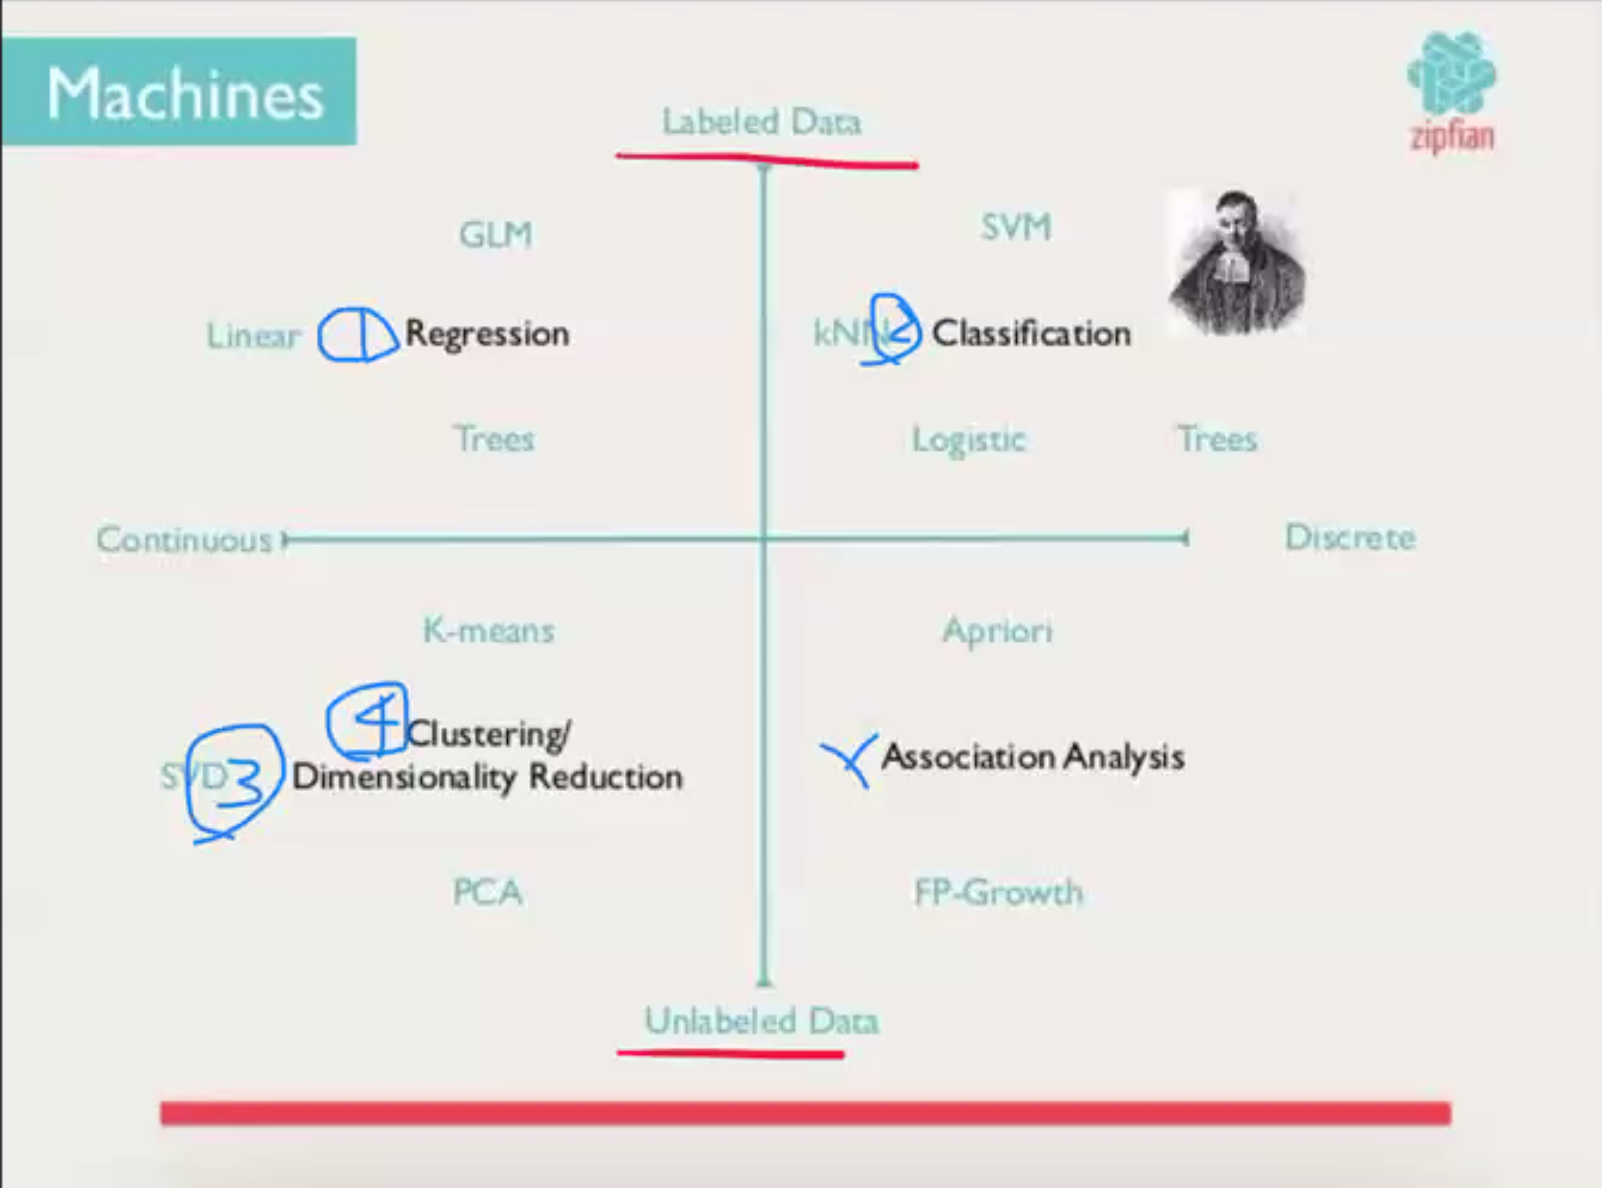 Machines
zipfian
Labeled Data
GLM
SVM
Linear 1 Regression
kNN 2 Classification
Trees
Logistic Trees
Continuous
Discrete
K-means
Apriori
4 Clustering/
SVD 3 Dimensionality Reduction
Association Analysis
PCA
FP-Growth
Unlabeled Data